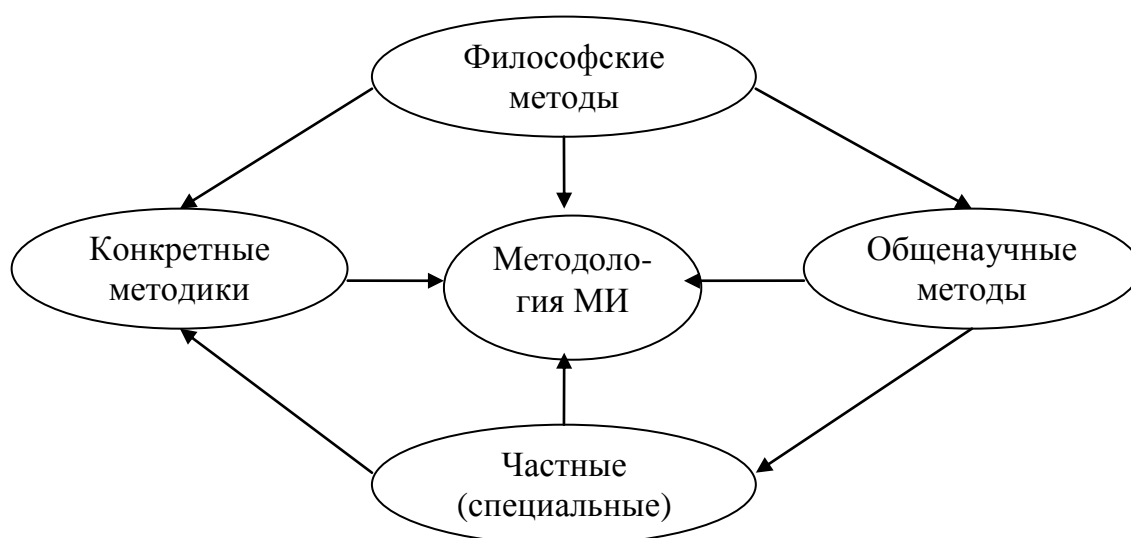 Философские
методы
Конкретные
методики
Методоло-
гия МИ
Общенаучные
методы
Частные
(специальные)